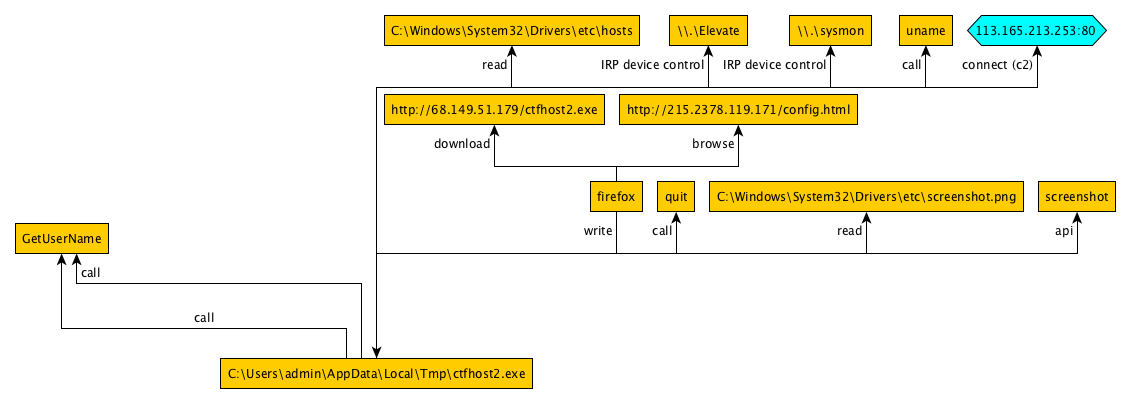 C:\Windows\System32\Drivers\etc\hosts
\\.\Elevate
\\.\sysmon
uname
113.165.213.253:80
read
IRP device control
IRP device control
call
connect (c2)
http://68.149.51.179/ctfhost2.exe
http://215.2378.119.171/config.html
download
browse
firefox
quit
C:\Windows\System32\Drivers\etc\screenshot.png
screenshot
write
call
read
api
GetUserName
call
call
C:\Users\admin\AppData\Local\Tmp\ctfhost2.exe